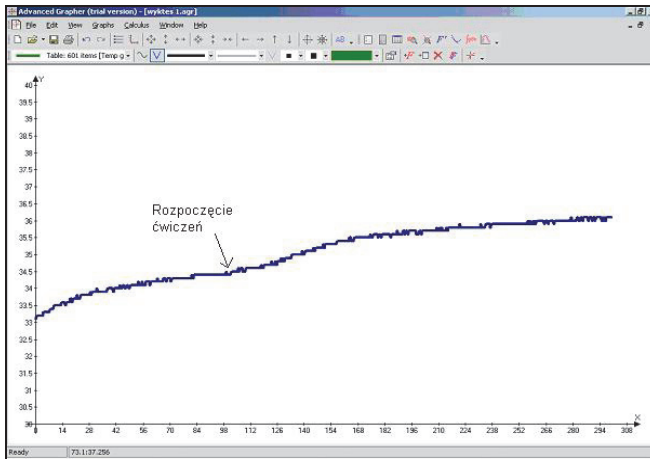 Advanced Grapher (trial version) - [wyktes 1.agr]
File Edit View Graphs Calculus Window Help
Table: 601 items [Temp g
Y
40
39.5
39
38.5
38
37.5
37
36.5
36
35.5
35
34.5
34
33.5
33
32.5
32
31.5
31
30.5
30
Rozpoczęcie
ćwiczeń
X
0 14 28 42 56 70 84 98 112 126 140 154 168 182 196 210 224 238 252 266 280 294 308
Ready 73.1:37.256